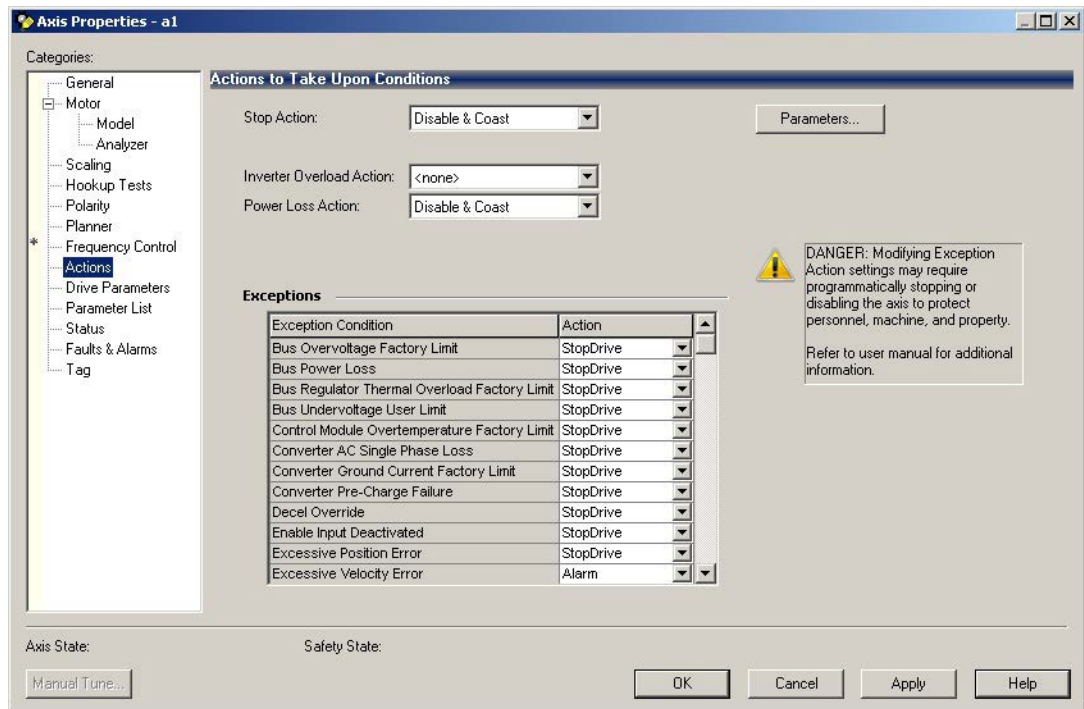 Axis Properties - a1
Categories:
General
Motor
Model
Analyzer
Scaling
Hookup Tests
Polarity
Planner
* Frequency Control
Actions
Drive Parameters
Parameter List
Status
Faults & Alarms
Tag
Actions to Take Upon Conditions
Stop Action: Disable & Coast
Parameters...
Inverter Overload Action: <none>
Power Loss Action: Disable & Coast
DANGER: Modifying Exception
Action settings may require
programmatically stopping or
disabling the axis to protect
personnel, machine, and property.
Refer to user manual for additional
information.
Exceptions
Exception Condition Action
Bus Overvoltage Factory Limit StopDrive
Bus Power Loss StopDrive
Bus Regulator Thermal Overload Factory Limit StopDrive
Bus Undervoltage User Limit StopDrive
Control Module Overtemperature Factory Limit StopDrive
Converter AC Single Phase Loss StopDrive
Converter Ground Current Factory Limit StopDrive
Converter Pre-Charge Failure StopDrive
Decel Override StopDrive
Enable Input Deactivated StopDrive
Excessive Position Error StopDrive
Excessive Velocity Error Alarm
Axis State: Safety State:
Manual Tune... OK Cancel Apply Help